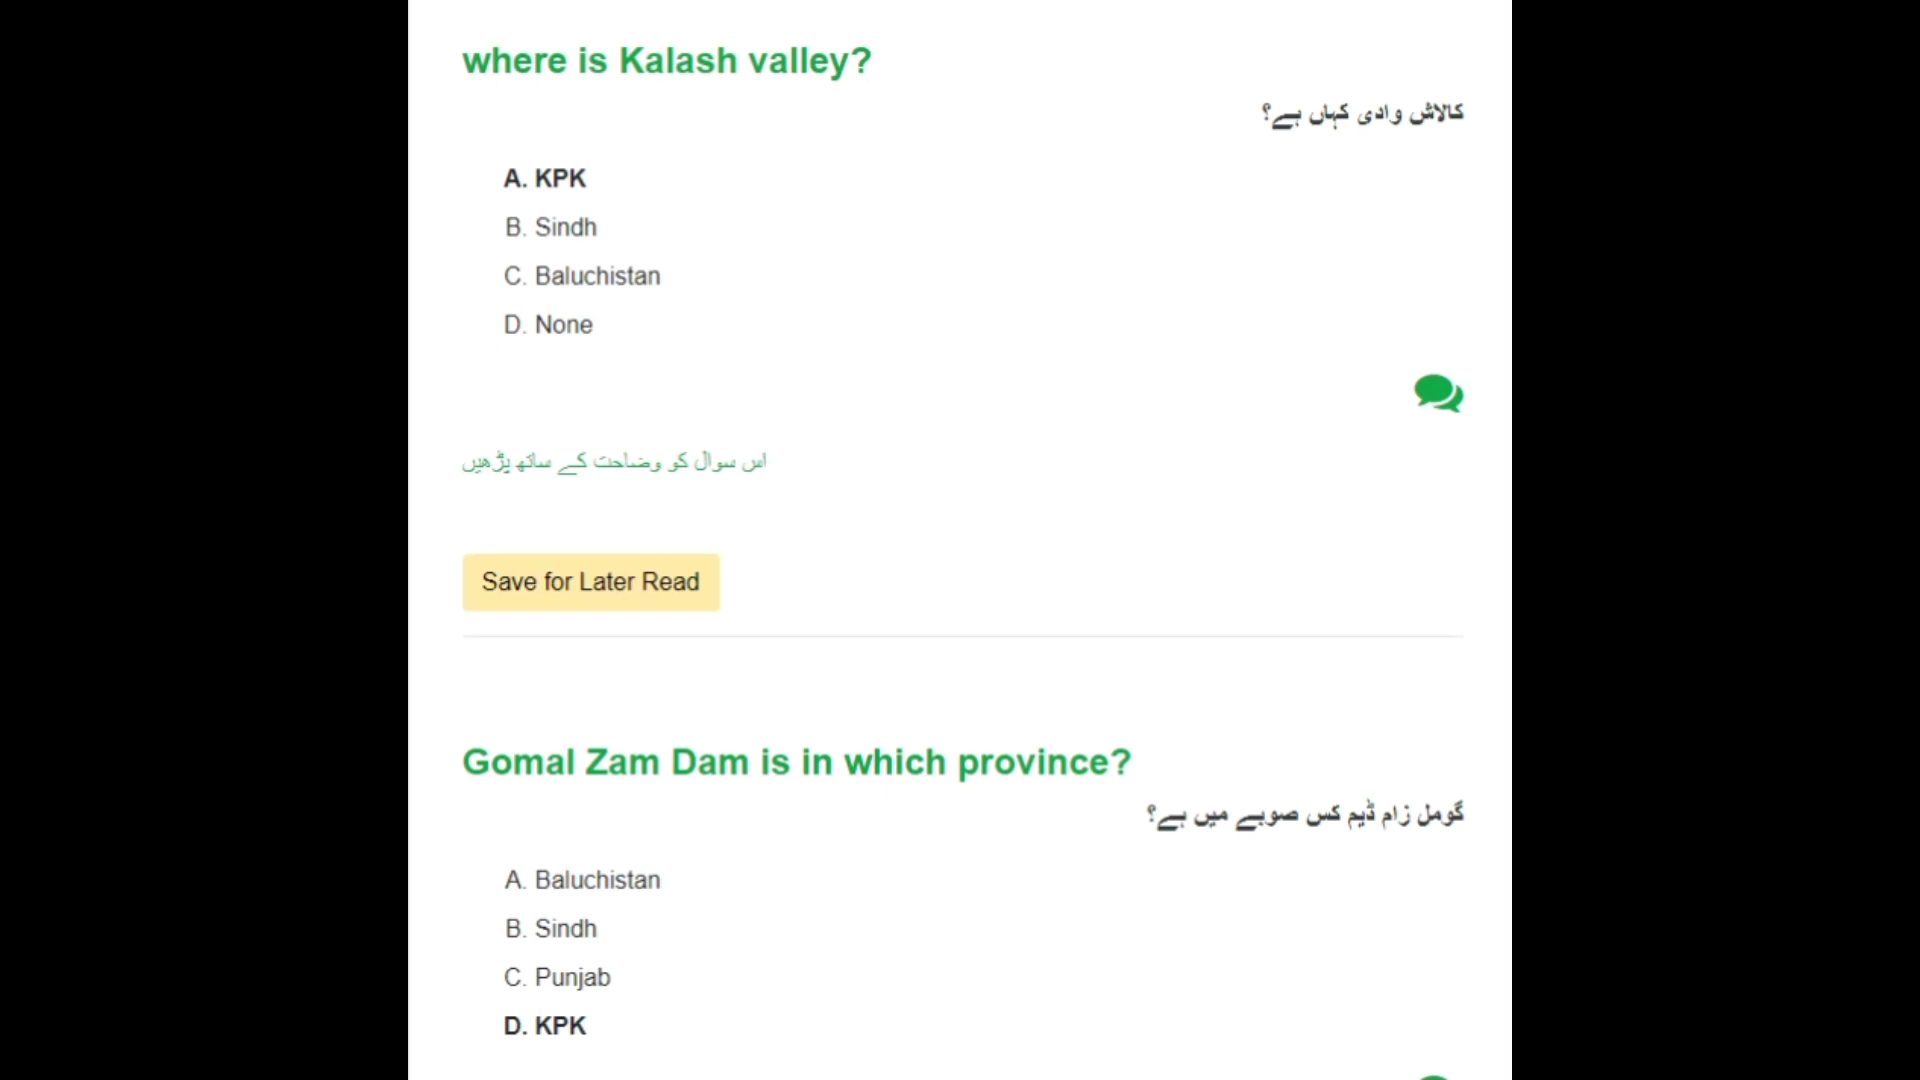 where is Kalash valley?
کالاش وادی کہاں ہے؟
A. KPK
B. Sindh
C. Baluchistan
D. None
اس سوال کو وضاحت کے ساتھ پڑھیں
Save for Later Read
Gomal Zam Dam is in which province?
گومل زام ڈیم کس صوبے میں ہے؟
A. Baluchistan
B. Sindh
C. Punjab
D. KPK